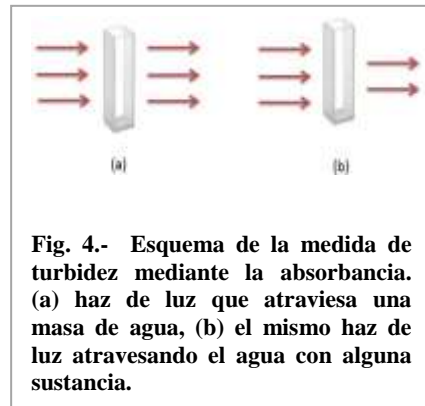 (a) (b)
Fig. 4.- Esquema de la medida de
turbidez mediante la absorbancia.
(a) haz de luz que atraviesa una
masa de agua, (b) el mismo haz de
luz atravesando el agua con alguna
sustancia.